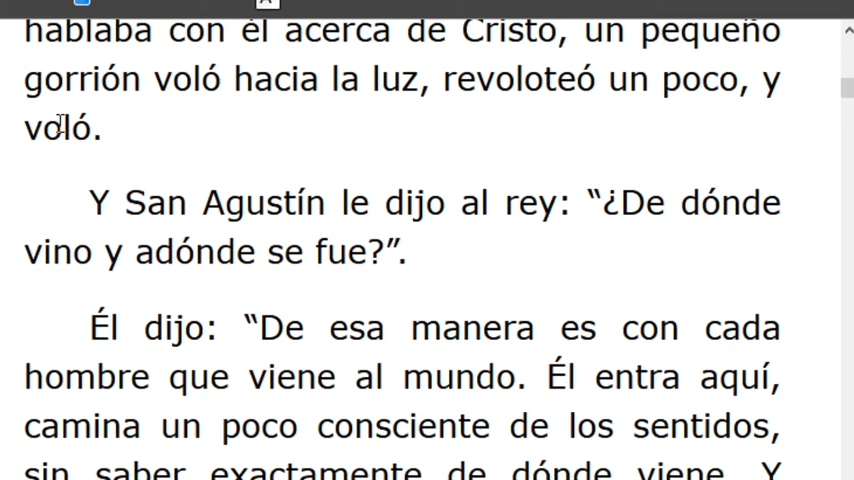 hablaba con él acerca de Cristo, un pequeño
gorrión voló hacia la luz, revoloteó un poco, y
voló.
Y San Agustín le dijo al rey: “¿De dónde
vino y adónde se fue?”.
Él dijo: “De esa manera es con cada
hombre que viene al mundo. Él entra aquí,
camina un poco consciente de los sentidos,
sin saber exactamente de dónde viene. Y